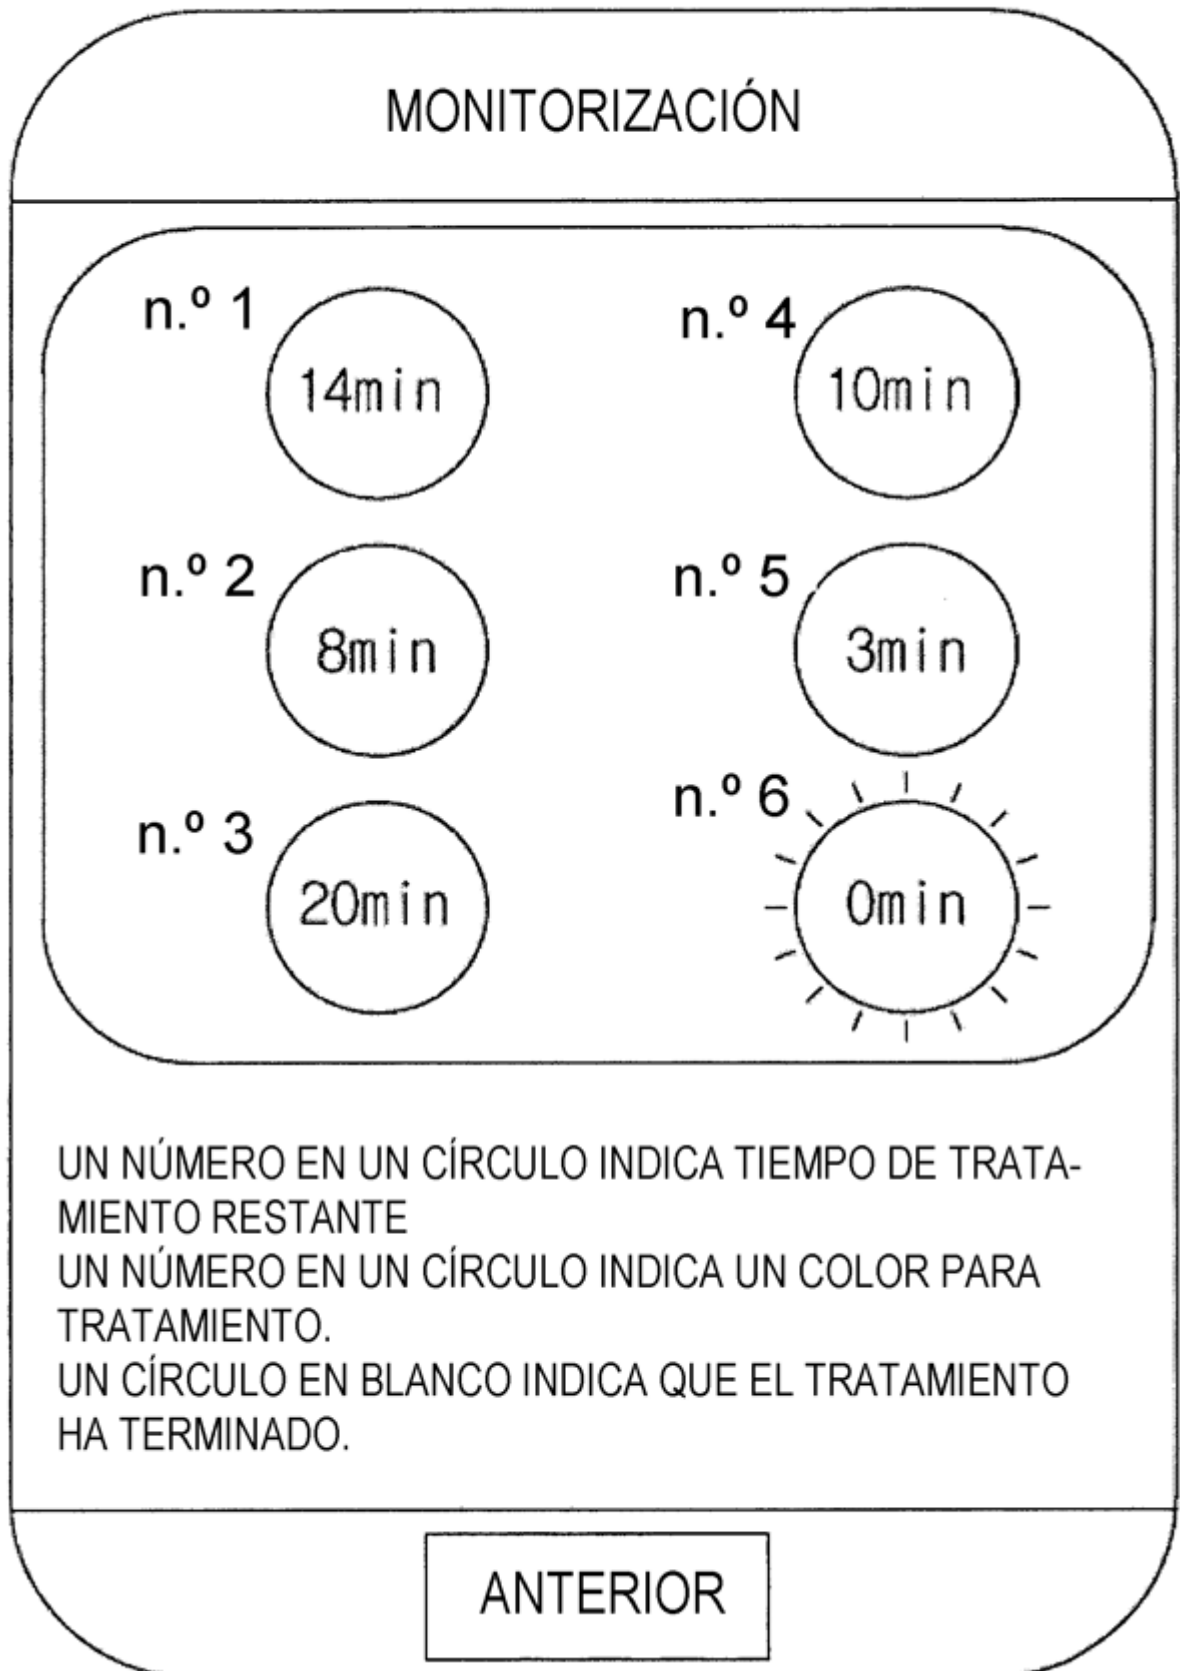 MONITORIZACIÓN
n.º 1
14min
n.º 2
8min
n.º 3
20min
n.º 4
10min
n.º 5
3min
n.º 6
0min
UN NÚMERO EN UN CÍRCULO INDICA TIEMPO DE TRATA-
MIENTO RESTANTE
UN NÚMERO EN UN CÍRCULO INDICA UN COLOR PARA
TRATAMIENTO.
UN CÍRCULO EN BLANCO INDICA QUE EL TRATAMIENTO
HA TERMINADO.
ANTERIOR